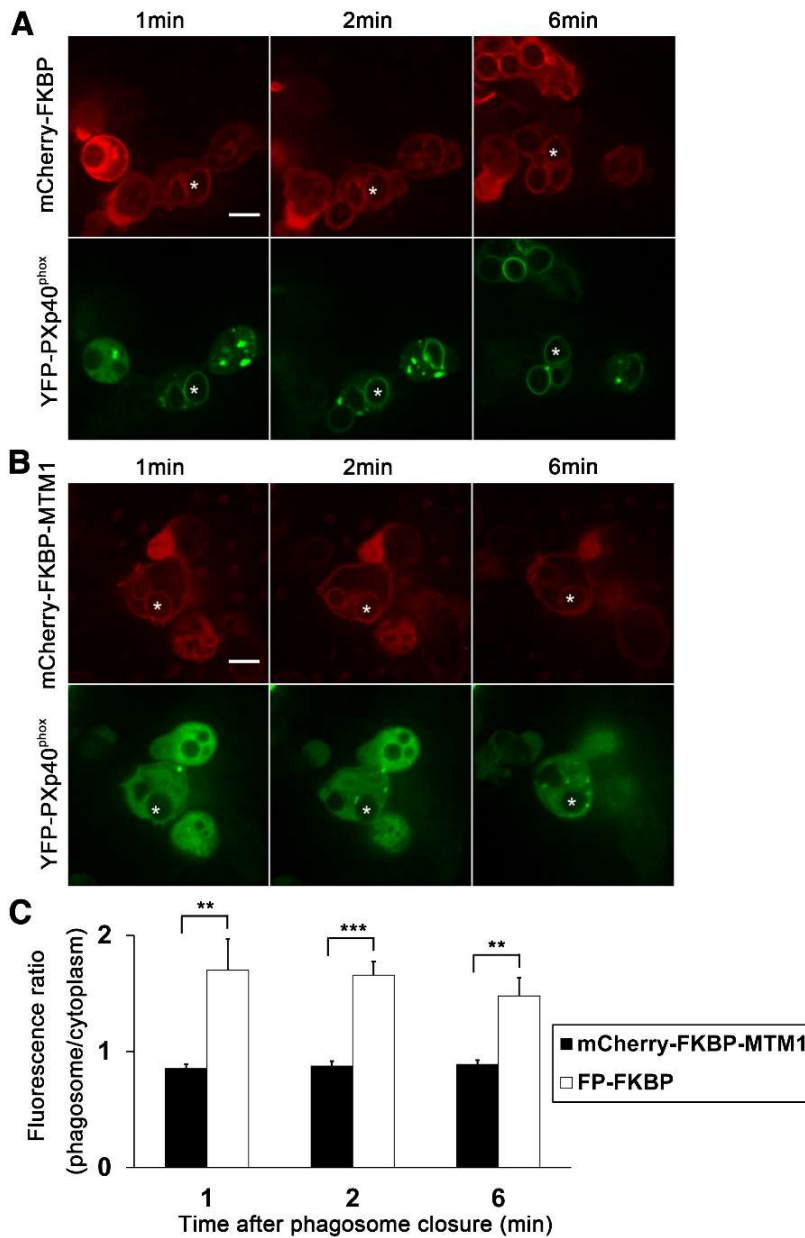 A
1min 2min 6min
mCherry-FKBP
* * *
YFP-PXp40phox
* * *
B
1min 2min 6min
mCherry-FKBP-MTM1
* * *
YFP-PXp40phox
* * *
C
Fluorescence ratio
(phagosome/cytoplasm)
2
1
0
** *** **
mCherry-FKBP-MTM1
FP-FKBP
1 2 6
Time after phagosome closure (min)